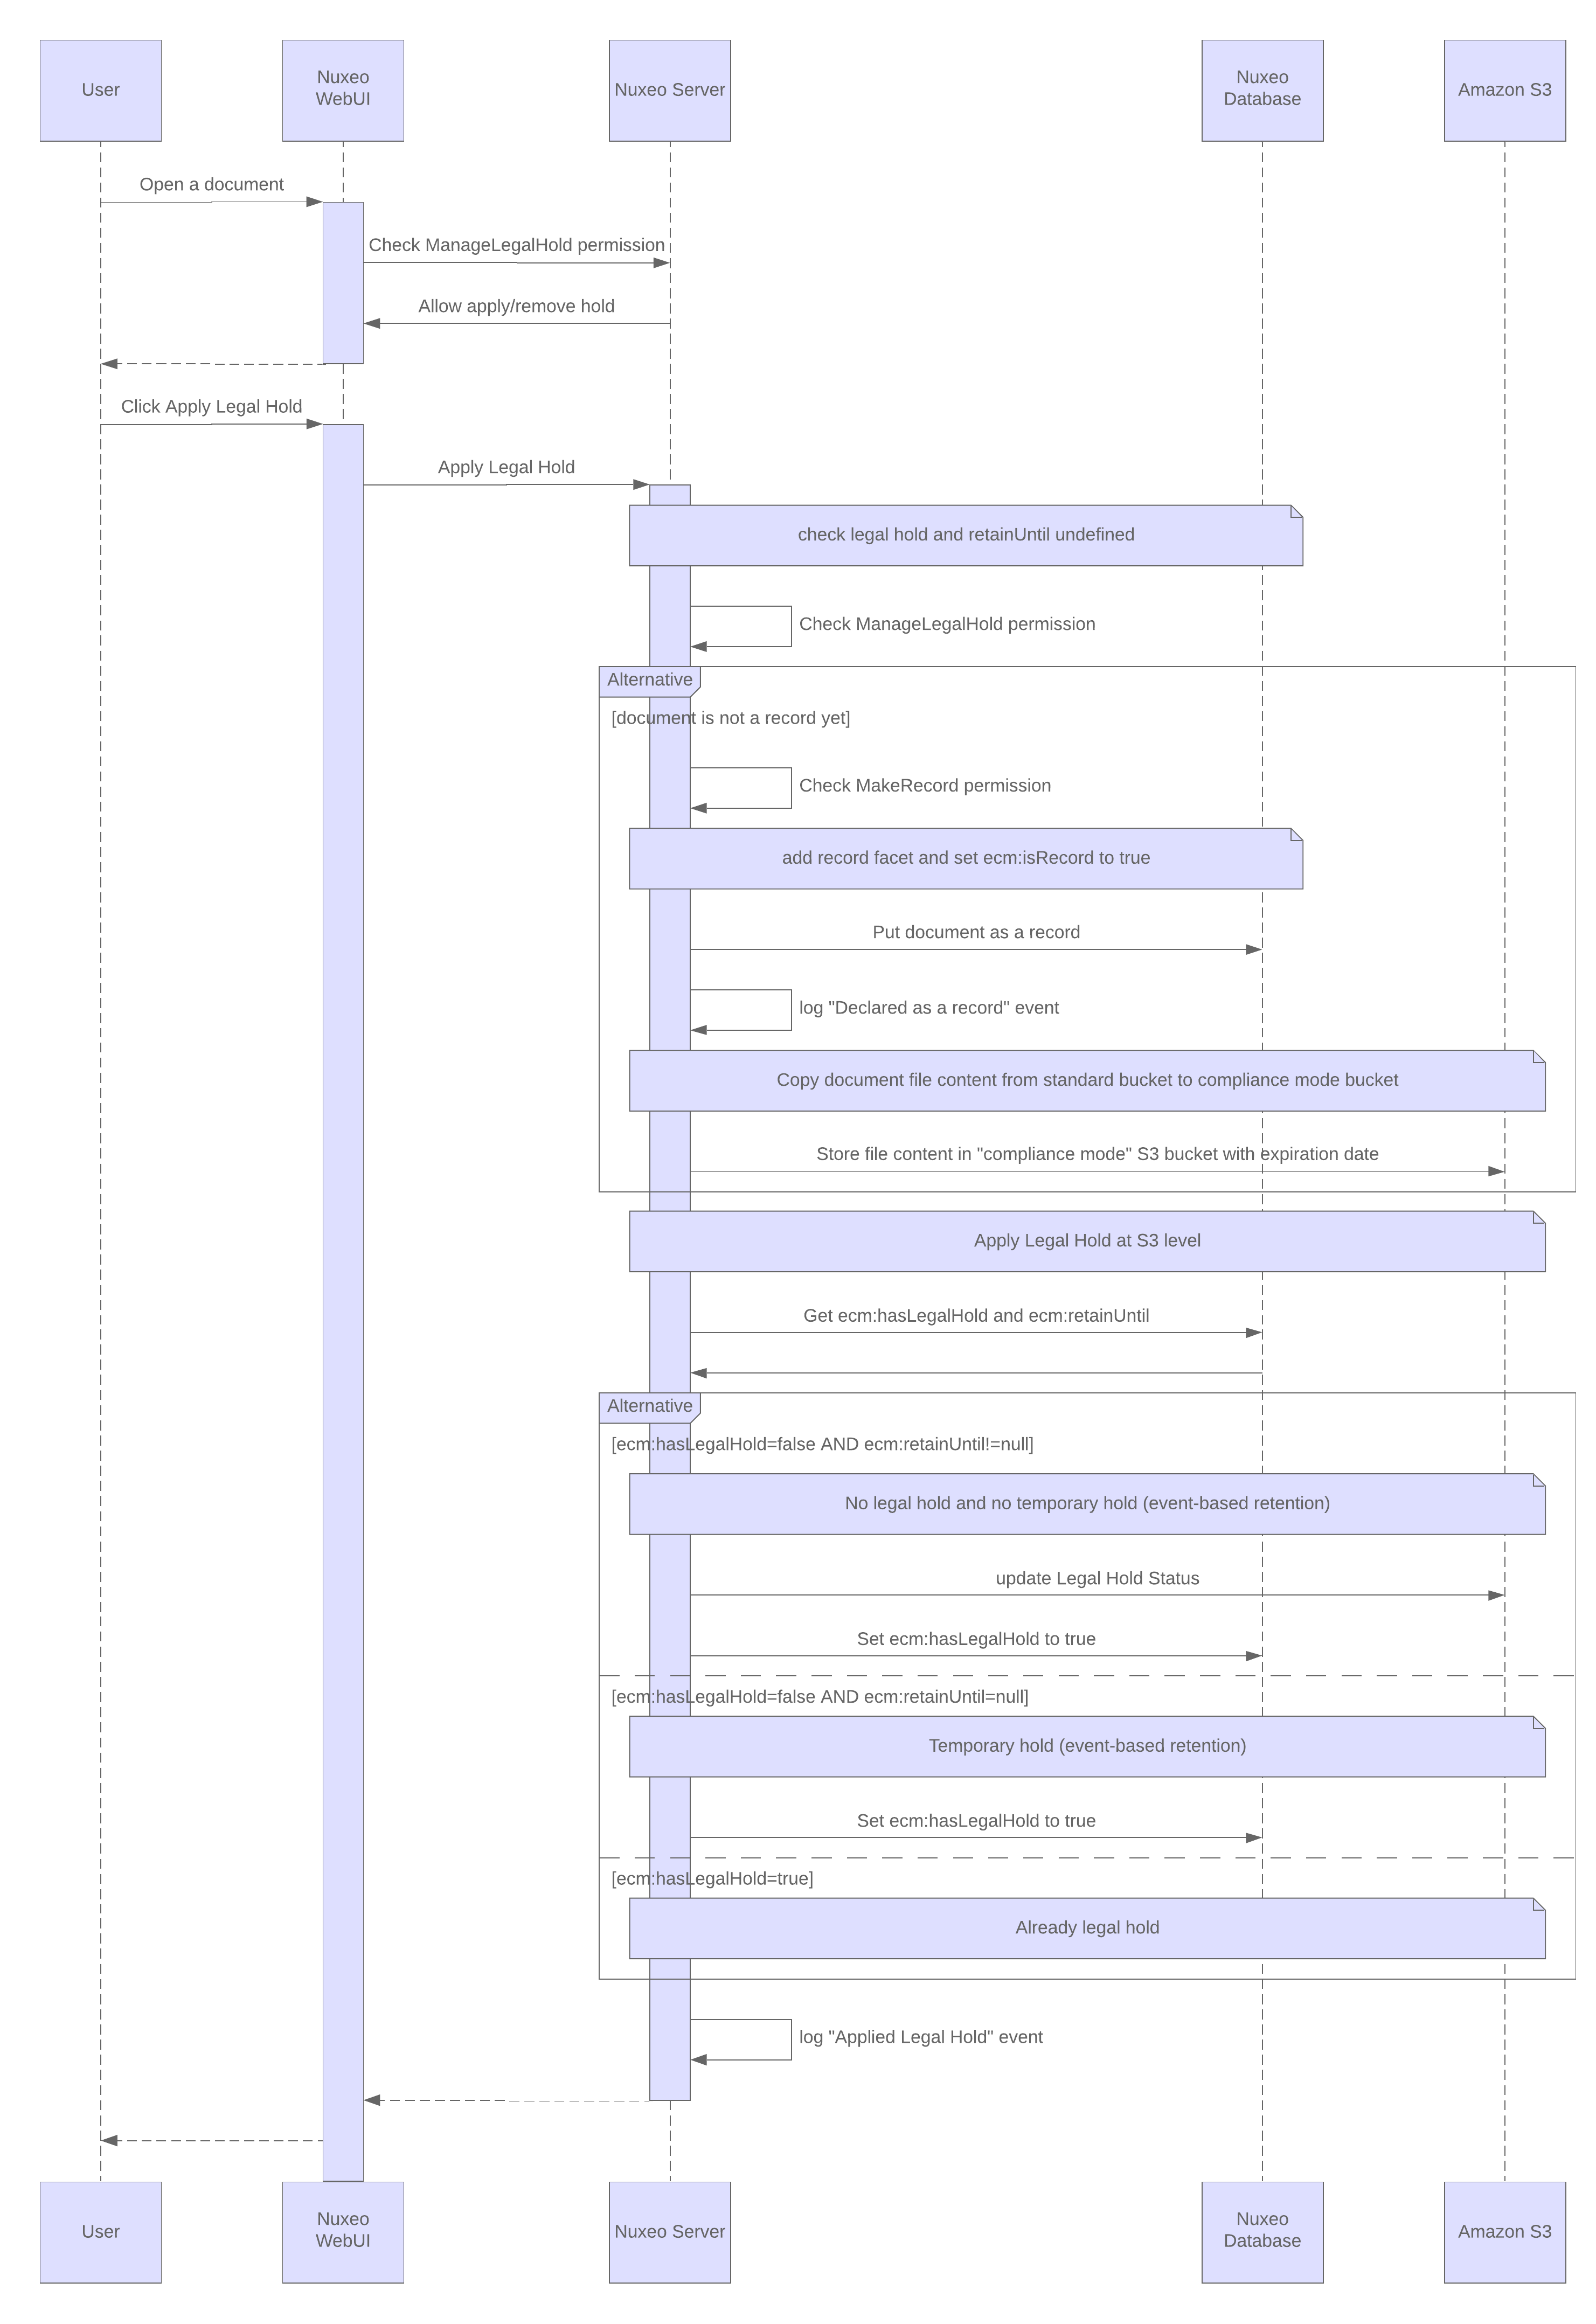 User
Nuxeo
WebUI
Nuxeo Server
Nuxeo
Database
Amazon S3
Open a document
Check ManageLegalHold permission
Allow apply/remove hold
Click Apply Legal Hold
Apply Legal Hold
check legal hold and retainUntil undefined
Check ManageLegalHold permission
Alternative
[document is not a record yet]
Check MakeRecord permission
add record facet and set ecm:isRecord to true
Put document as a record
log "Declared as a record" event
Copy document file content from standard bucket to compliance mode bucket
Store file content in "compliance mode" S3 bucket with expiration date
Apply Legal Hold at S3 level
Get ecm:hasLegalHold and ecm:retainUntil
Alternative
[ecm:hasLegalHold=false AND ecm:retainUntil!=null]
No legal hold and no temporary hold (event-based retention)
update Legal Hold Status
Set ecm:hasLegalHold to true
[ecm:hasLegalHold=false AND ecm:retainUntil=null]
Temporary hold (event-based retention)
Set ecm:hasLegalHold to true
[ecm:hasLegalHold=true]
Already legal hold
log "Applied Legal Hold" event
User
Nuxeo
WebUI
Nuxeo Server
Nuxeo
Database
Amazon S3